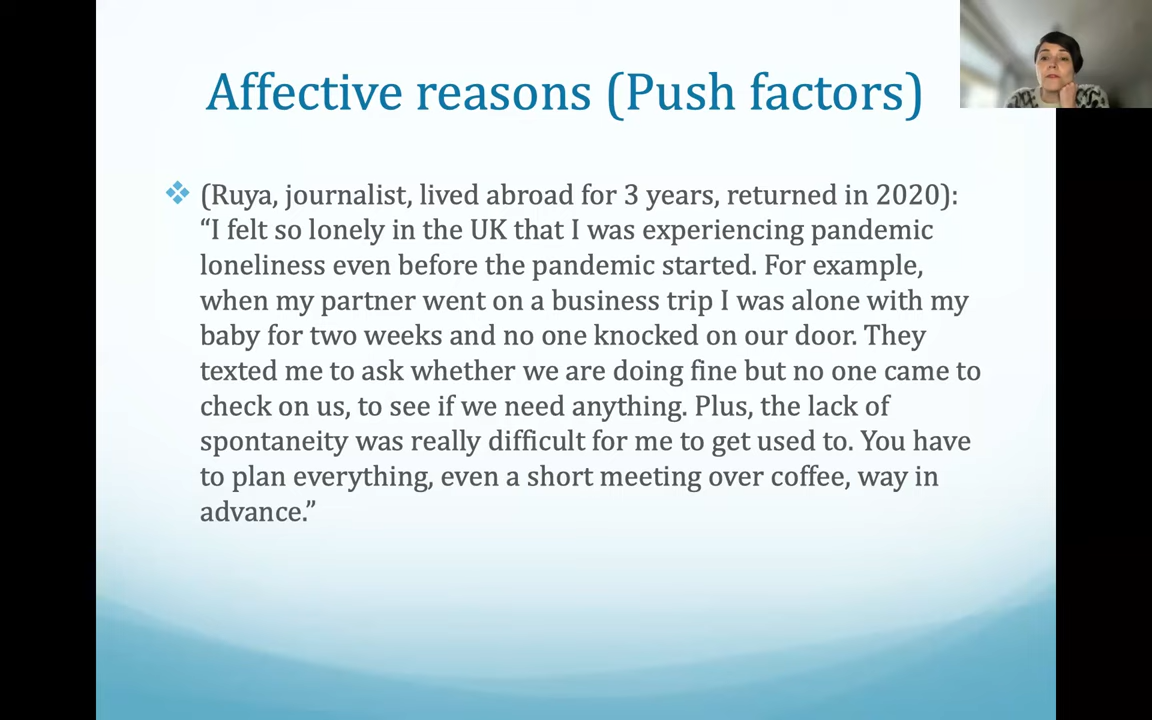 Affective reasons (Push factors)
(Ruya, journalist, lived abroad for 3 years, returned in 2020):
“I felt so lonely in the UK that I was experiencing pandemic
loneliness even before the pandemic started. For example,
when my partner went on a business trip I was alone with my
baby for two weeks and no one knocked on our door. They
texted me to ask whether we are doing fine but no one came to
check on us, to see if we need anything. Plus, the lack of
spontaneity was really difficult for me to get used to. You have
to plan everything, even a short meeting over coffee, way in
advance.”